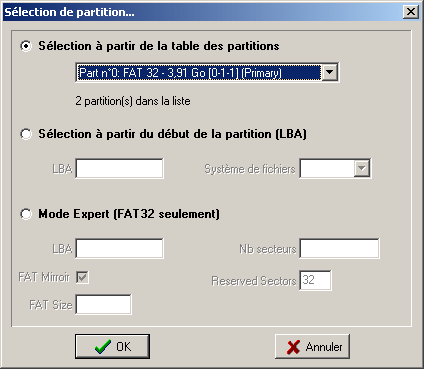 Sélection de partition...
Sélection à partir de la table des partitions
Part n°0: FAT 32 - 3,91 Go [0-1-1] (Primary)
2 partition(s) dans la liste
Sélection à partir du début de la partition (LBA)
LBA Système de fichiers
Mode Expert (FAT32 seulement)
LBA Nb secteurs
FAT Mirroir Reserved Sectors 32
FAT Size
OK Annuler